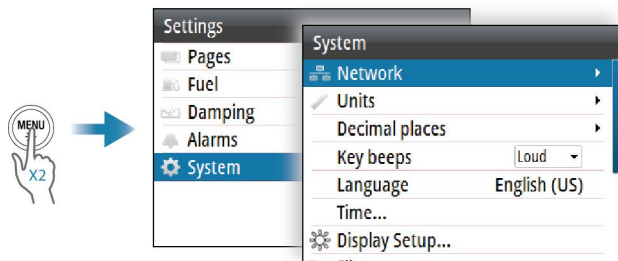 MENU
X2
Settings
Pages
Fuel
Damping
Alarms
System
System
Network
Units
Decimal places
Key beeps Loud
Language English (US)
Time...
Display Setup...